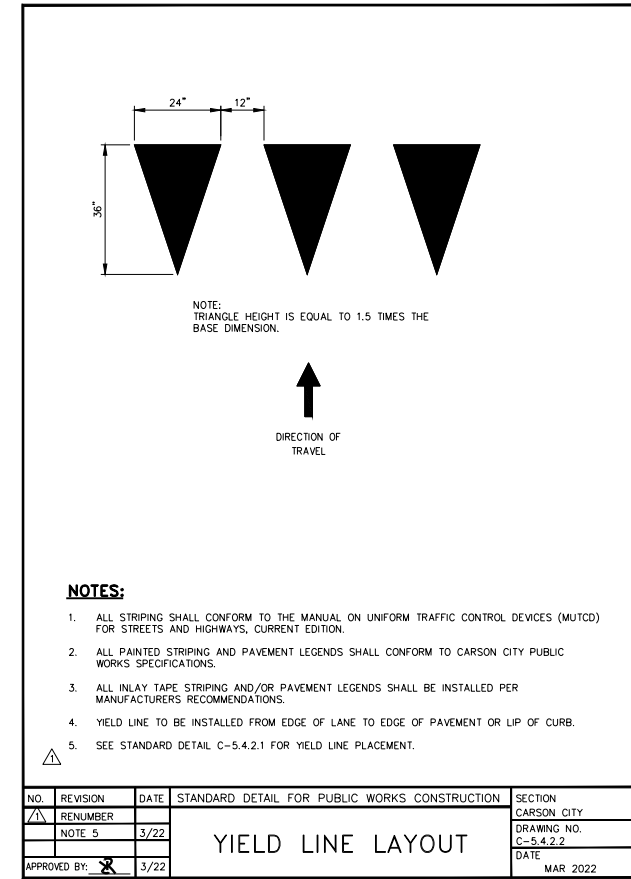 24" 12"
36"
NOTE:
TRIANGLE HEIGHT IS EQUAL TO 1.5 TIMES THE
BASE DIMENSION.
DIRECTION OF
TRAVEL
NOTES:
1. ALL STRIPING SHALL CONFORM TO THE MANUAL ON UNIFORM TRAFFIC CONTROL DEVICES (MUTCD)
FOR STREETS AND HIGHWAYS, CURRENT EDITION.
2. ALL PAINTED STRIPING AND PAVEMENT LEGENDS SHALL CONFORM TO CARSON CITY PUBLIC
WORKS SPECIFICATIONS.
3. ALL INLAY TAPE STRIPING AND/OR PAVEMENT LEGENDS SHALL BE INSTALLED PER
MANUFACTURERS RECOMMENDATIONS.
4. YIELD LINE TO BE INSTALLED FROM EDGE OF LANE TO EDGE OF PAVEMENT OR LIP OF CURB.
5. SEE STANDARD DETAIL C-5.4.2.1 FOR YIELD LINE PLACEMENT.
1
NO. REVISION DATE STANDARD DETAIL FOR PUBLIC WORKS CONSTRUCTION SECTION
1 RENUMBER CARSON CITY
NOTE 5 3/22 YIELD LINE LAYOUT DRAWING NO.
C-5.4.2.2
APPROVED BY: 3/22 DATE
MAR 2022